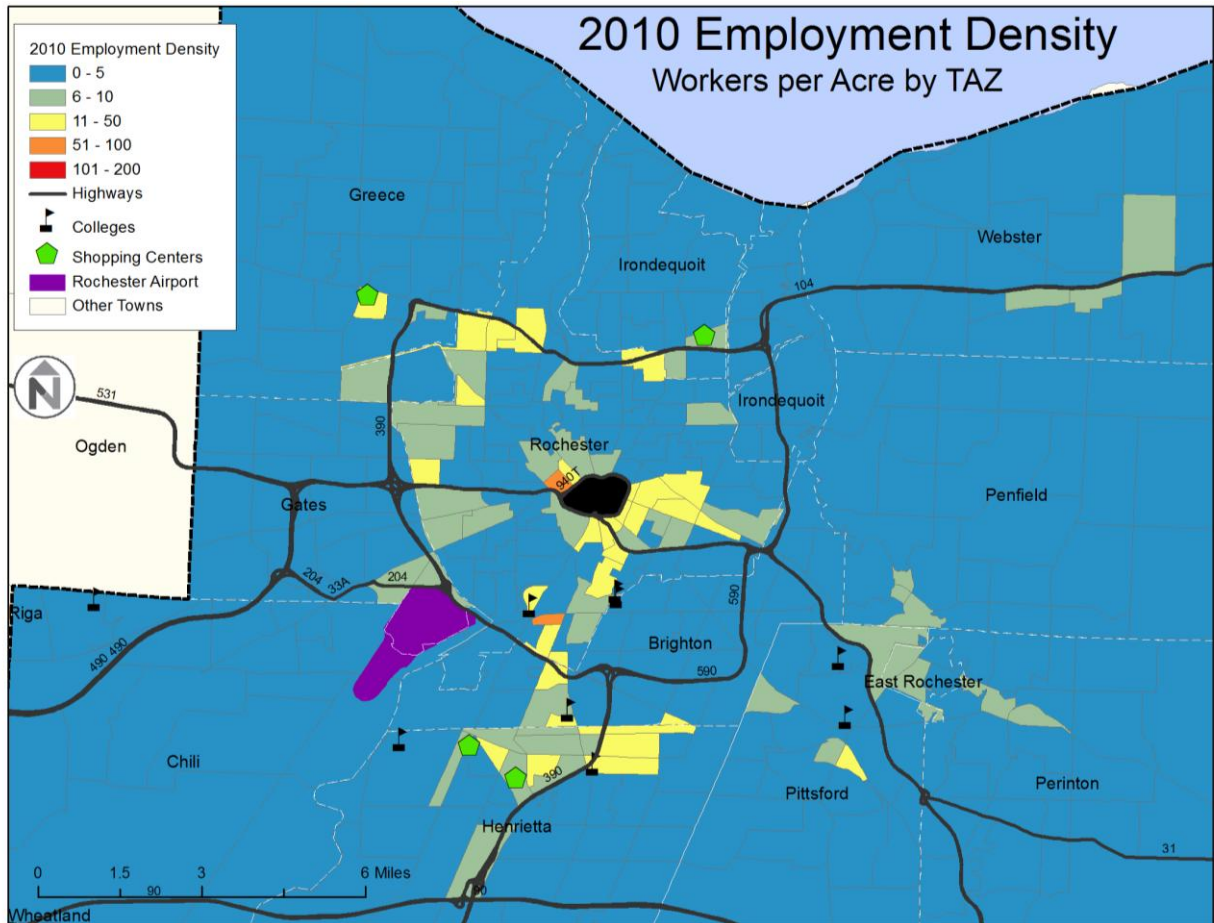 2010 Employment Density
Workers per Acre by TAZ
2010 Employment Density
0 - 5
6 - 10
11 - 50
51 - 100
101 - 200
Highways
Colleges
Shopping Centers
Rochester Airport
Other Towns
N
Greece
Webster
Irondequoit
104
531
390
Irondequoit
Ogden
Rochester
940T
Penfield
Gates
204
33A
204
590
Riga
Brighton
490
490
590
East Rochester
Chili
390
Pittsford
Perinton
Henrietta
31
0 1.5 3 6 Miles
90
90
Wheatland